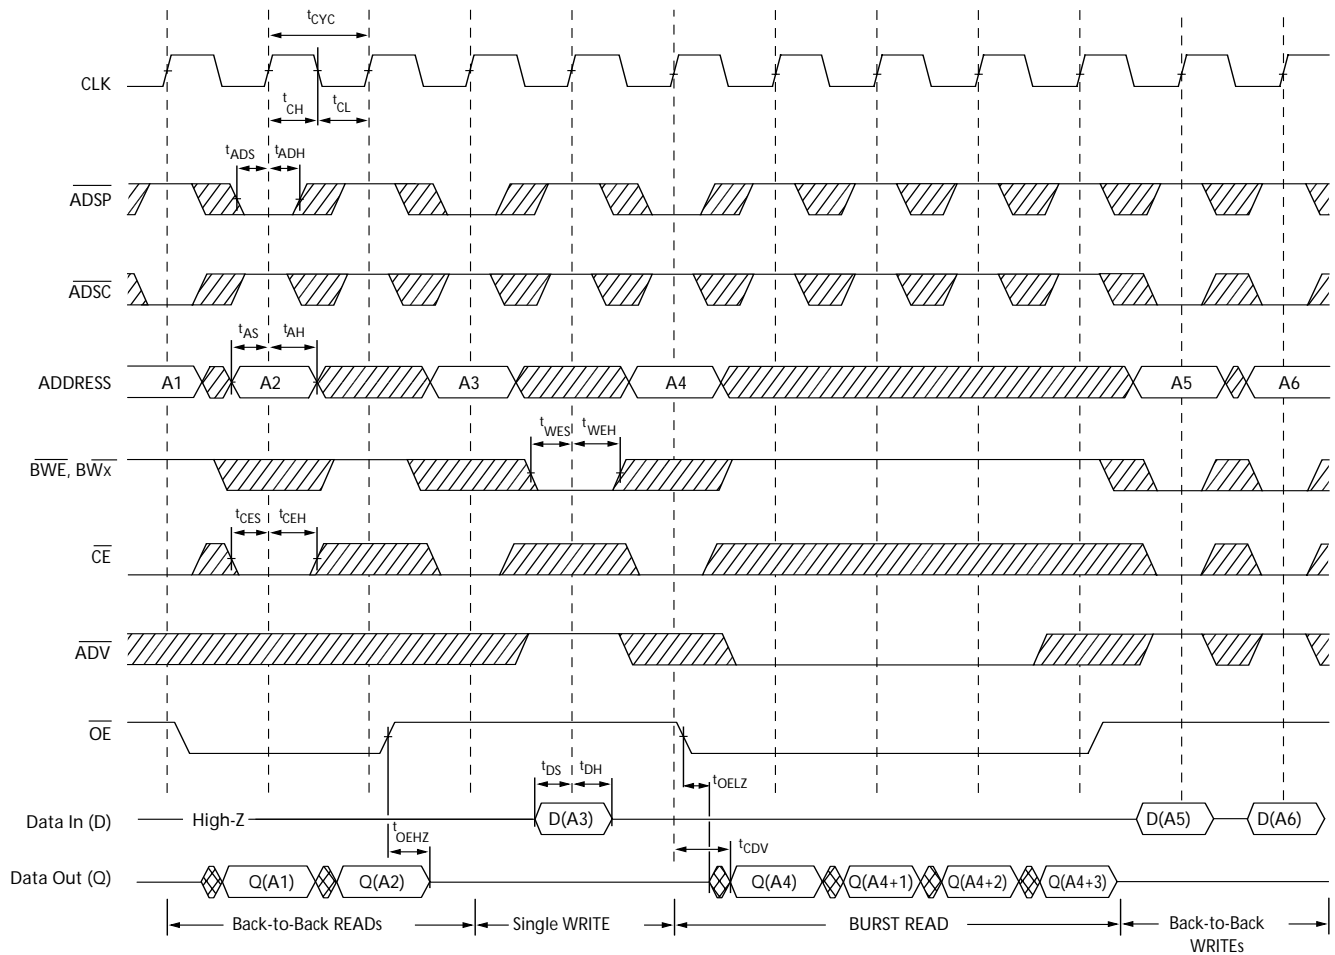 tCYC
CLK
tCH tCL
tADS tADH
ADSP
ADSC
tAS tAH
ADDRESS A1 A2 A3 A4 A5 A6
tWES tWEH
BWE, BWx
tCES tCEH
CE
ADV
OE
tDS tDH tOELZ
Data In (D) High-Z D(A3) D(A5) D(A6)
tOEHZ tCDV
Data Out (Q) Q(A1) Q(A2) Q(A4) Q(A4+1) Q(A4+2) Q(A4+3)
Back-to-Back READs Single WRITE BURST READ Back-to-Back
WRITEs